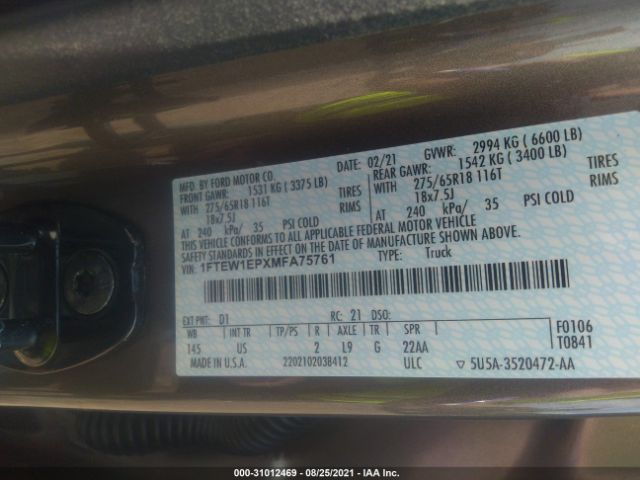 MFD. BY FORD MOTOR CO. DATE: 02/21 GVWR: 2994 KG ( 6600 LB)
FRONT GAWR: 1531 KG ( 3375 LB) REAR GAWR: 1542 KG ( 3400 LB)
WITH 275/65R18 116T TIRES WITH 275/65R18 116T TIRES
18x7.5J RIMS 18x7.5J RIMS
AT 240 kPa/ 35 PSI COLD AT 240 kPa/ 35 PSI COLD
THIS VEHICLE CONFORMS TO ALL APPLICABLE FEDERAL MOTOR VEHICLE
SAFETY STANDARDS, BUMPER, AND THEFT PREVENTION STANDARDS IN EFFECT ON THE DATE OF
MANUFACTURE SHOWN ABOVE.
VIN: 1FTEW1EPXMFA75761 TYPE: Truck
EXT PNT: D1 RC: 21 DSO: F0106
WB INT TR TP/PS R AXLE TR SPR T0841
145 US 2 L9 G 22AA
MADE IN U.S.A. 2202102038412 ULC ▽ 5U5A-3520472-AA
000-31012469 - 08/25/2021 - IAA Inc.